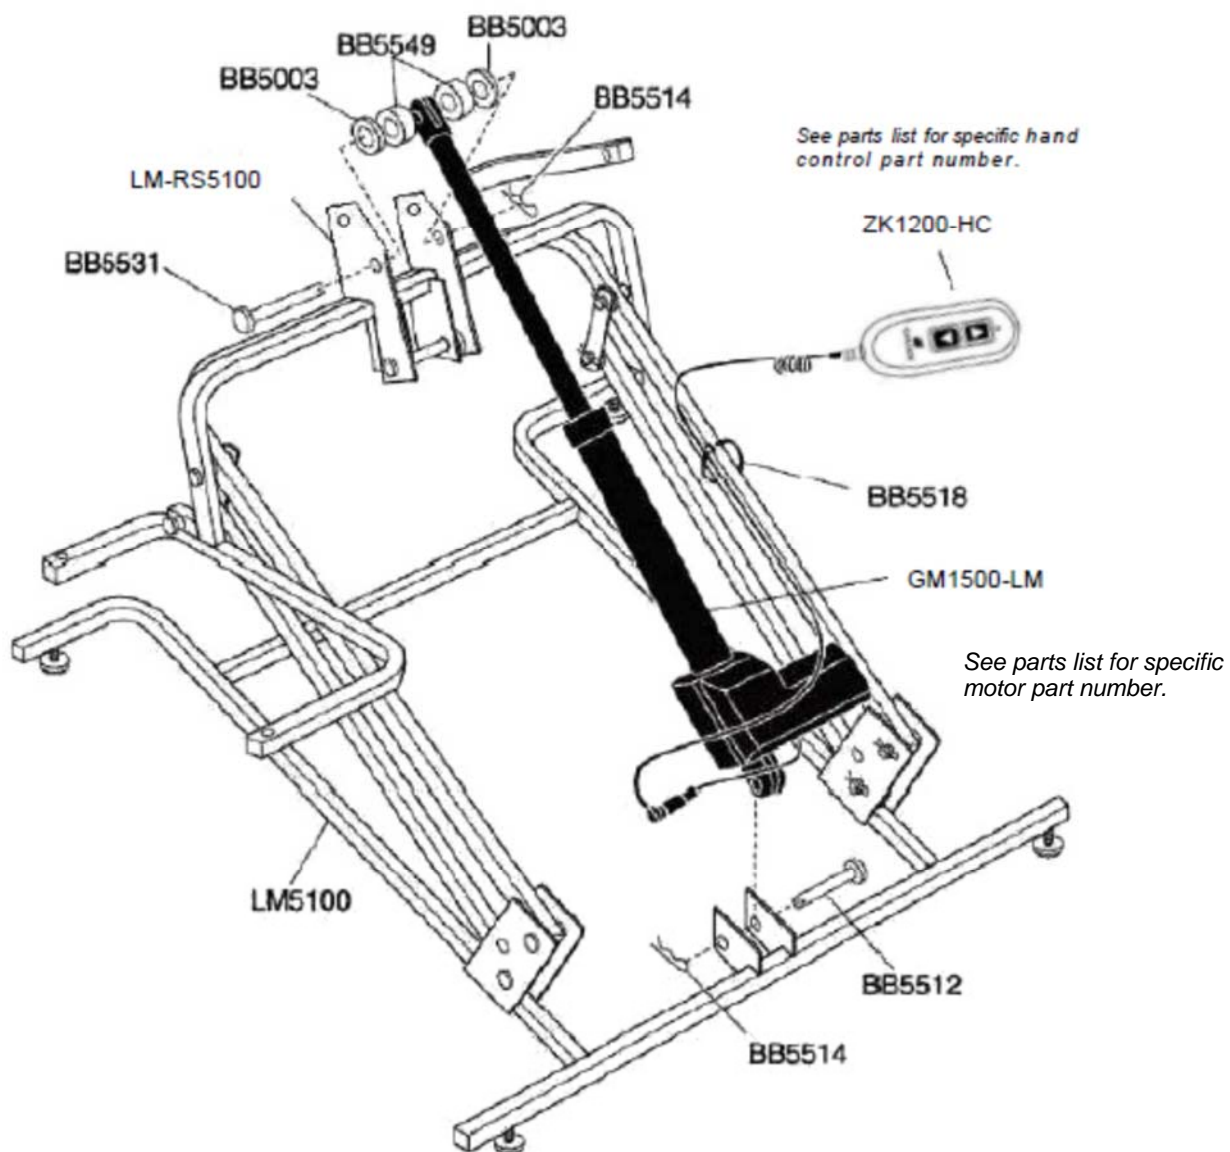 BB5003
BB5549
BB5003
BB5514
See parts list for specific hand
control part number.
LM-RS5100
ZK1200-HC
BB5531
BB5518
GM1500-LM
See parts list for specific
motor part number.
LM5100
BB5512
BB5514